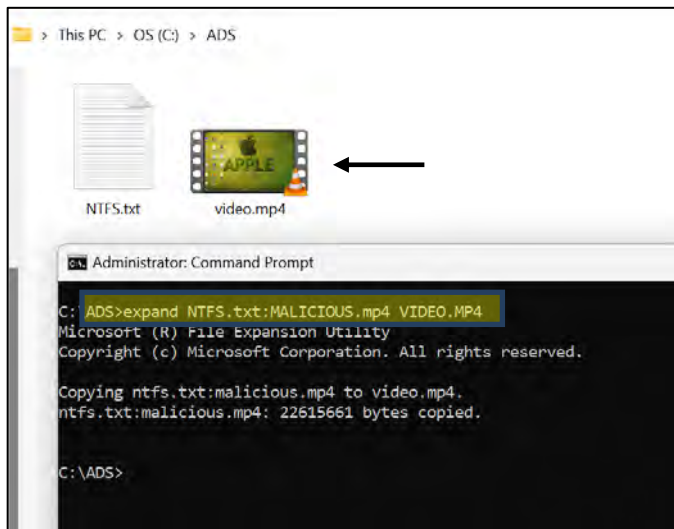 This PC > OS (C:) > ADS
APPLE
NTFS.txt
video.mp4
Administrator: Command Prompt
C:\ADS>expand NTFS.txt:MALICIOUS.mp4 VIDEO.MP4
Microsoft (R) File Expansion Utility
Copyright (c) Microsoft Corporation. All rights reserved.
Copying ntfs.txt:malicious.mp4 to video.mp4.
ntfs.txt:malicious.mp4: 22615661 bytes copied.
C:\ADS>